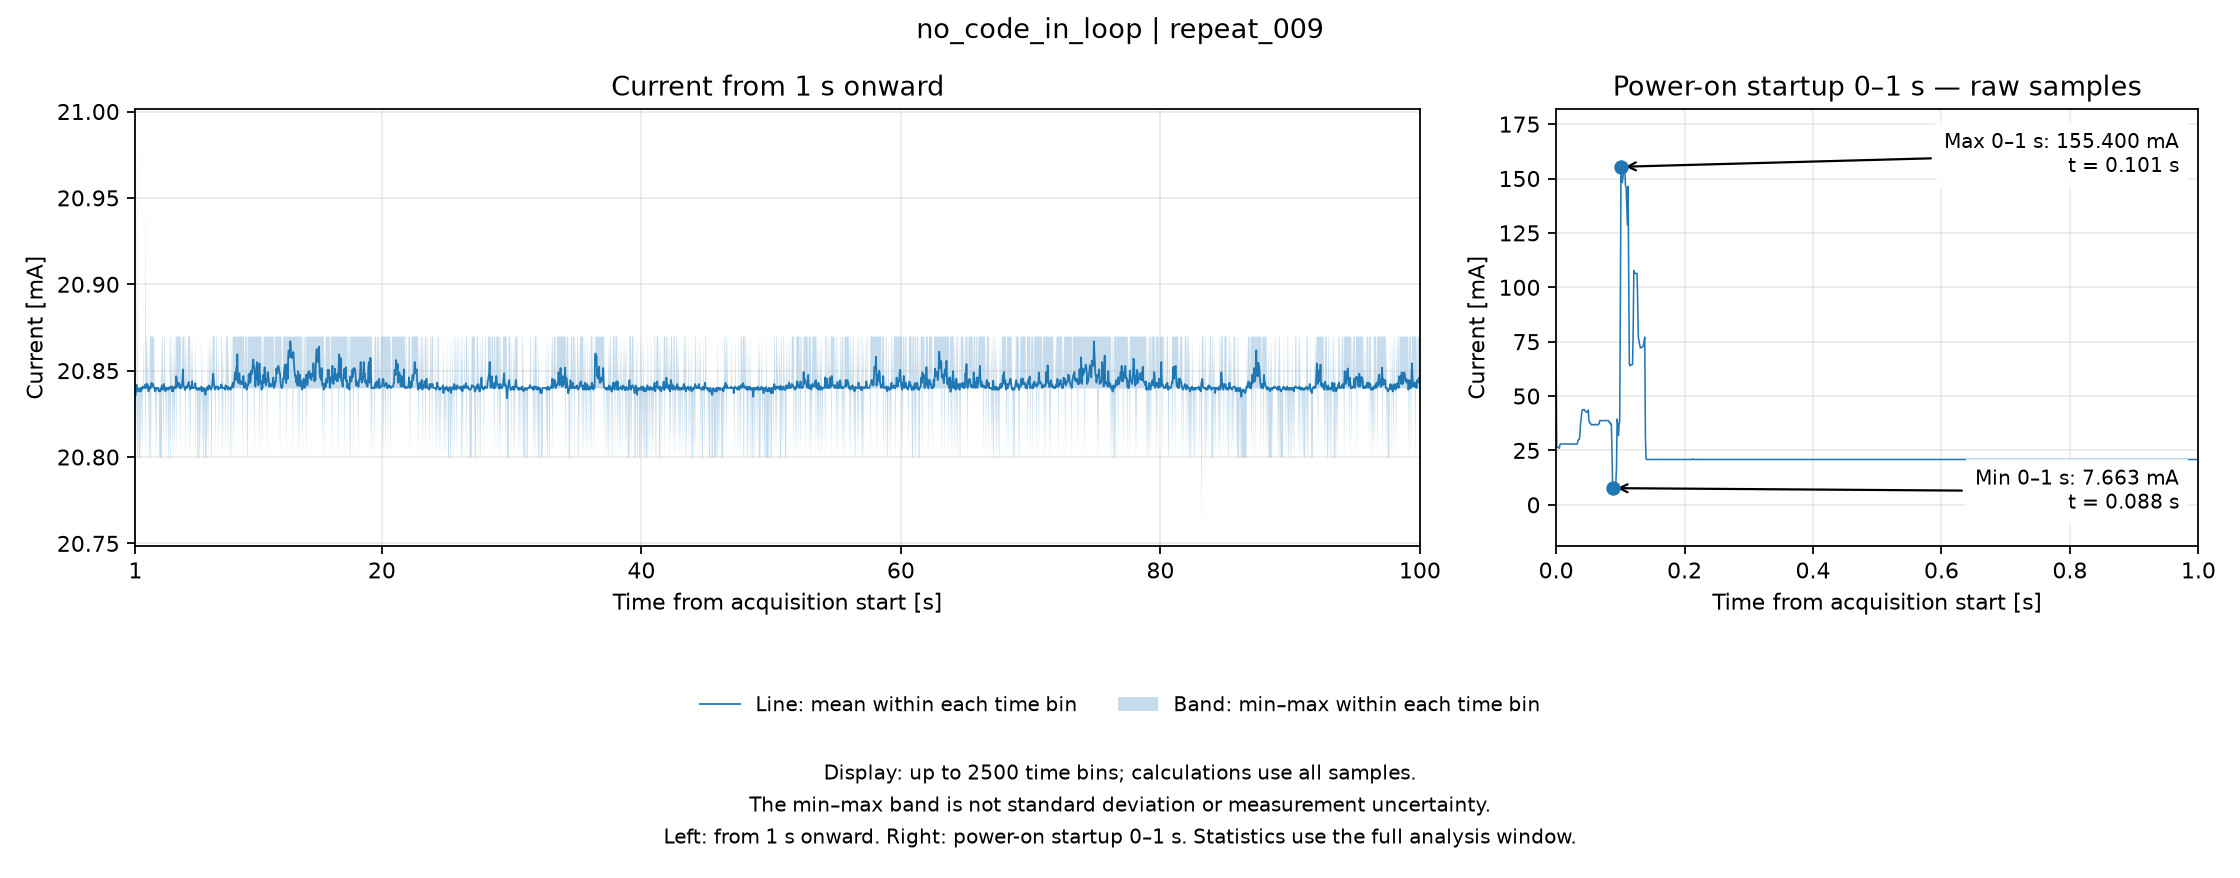 no_code_in_loop | repeat_009
Current from 1 s onward
21.00
20.95
20.90
20.85
20.80
20.75
Current [mA]
1
20
40
60
80
100
Time from acquisition start [s]
Power-on startup 0–1 s — raw samples
175
150
125
100
75
50
25
0
Current [mA]
Max 0–1 s: 155.400 mA
t = 0.101 s
Min 0–1 s: 7.663 mA
t = 0.088 s
0.0
0.2
0.4
0.6
0.8
1.0
Time from acquisition start [s]
Line: mean within each time bin
Band: min–max within each time bin
Display: up to 2500 time bins; calculations use all samples.
The min–max band is not standard deviation or measurement uncertainty.
Left: from 1 s onward. Right: power-on startup 0–1 s. Statistics use the full analysis window.